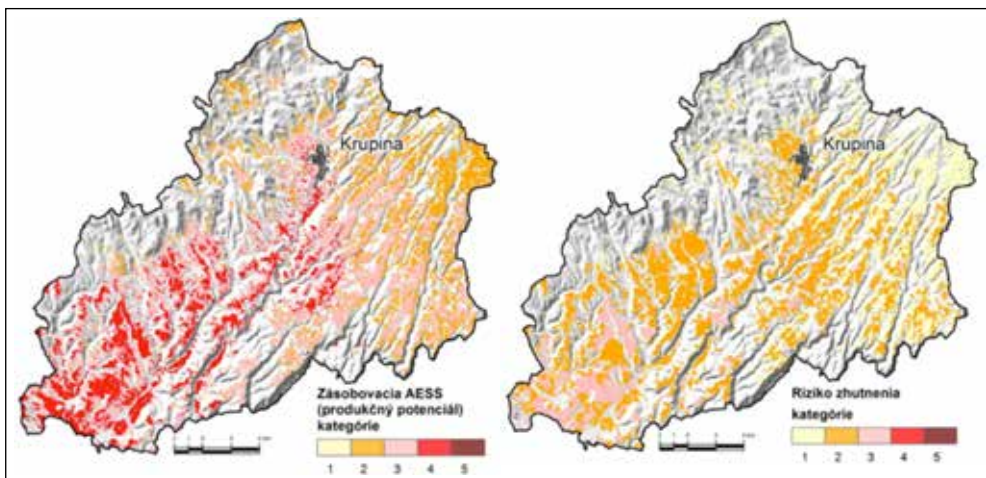 Krupina
Zásobovacia AESS
(produkčný potenciál)
kategórie
1 2 3 4 5
Krupina
Riziko zhutnenia
kategórie
1 2 3 4 5